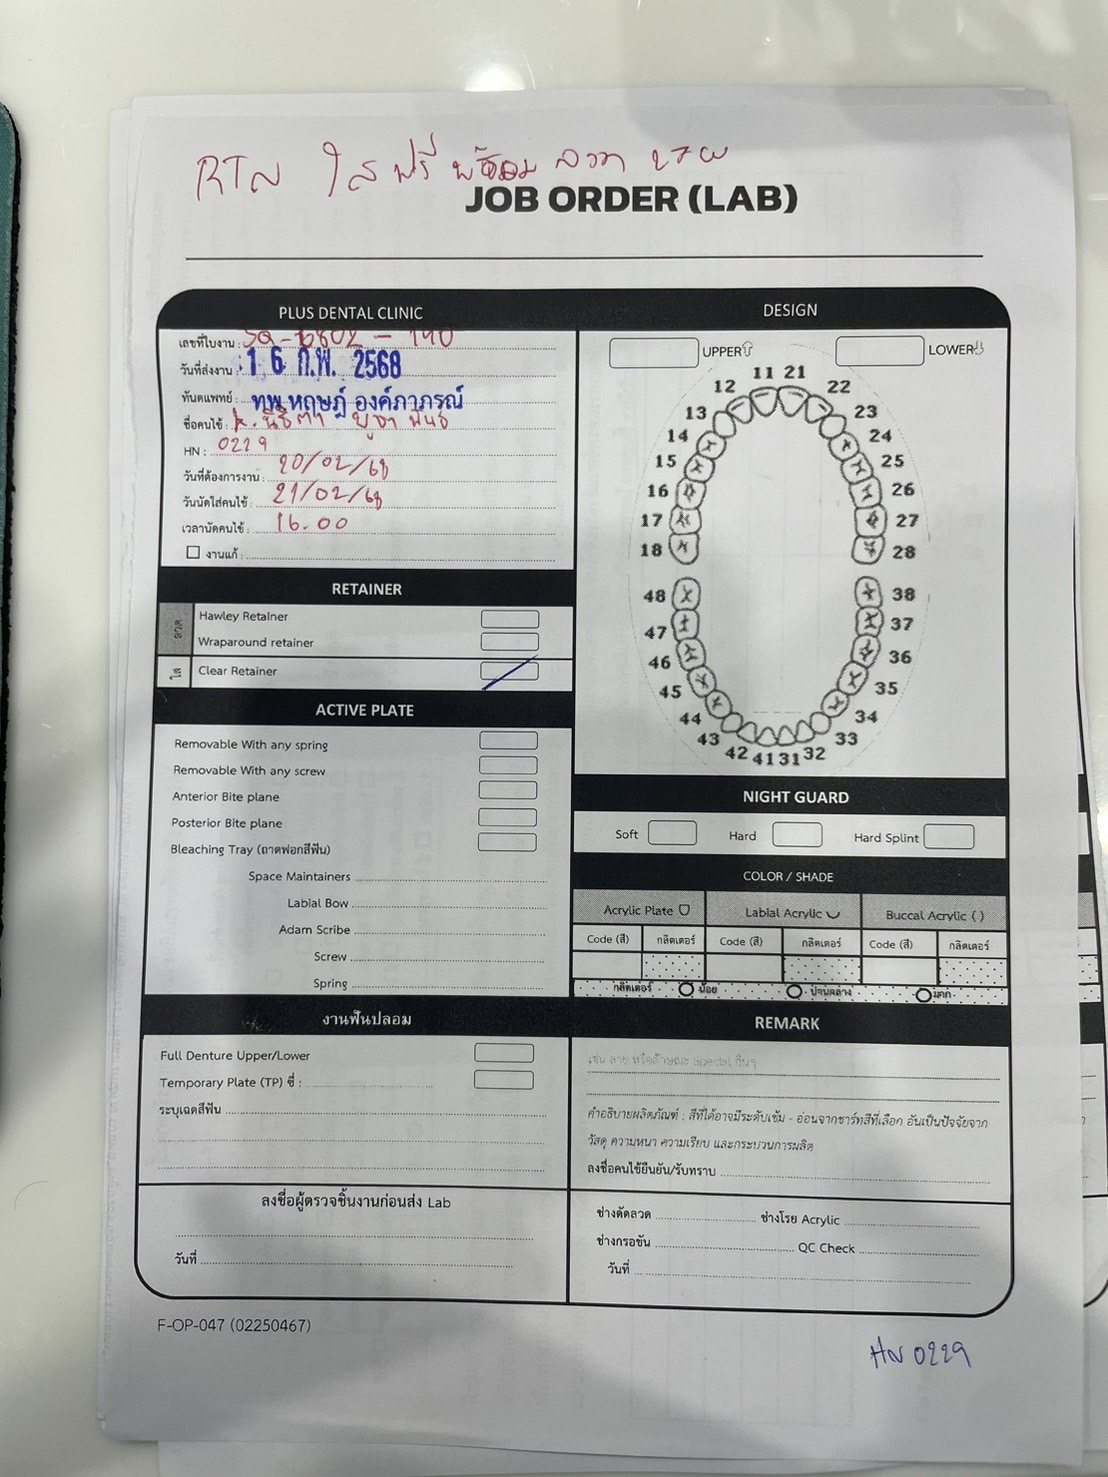 RTน ใสฟรี พร้อม ลวด
JOB ORDER (LAB)
PLUS DENTAL CLINIC
เลขที่ใบงาน : SQ-6802-140
วันที่ส่งงาน : 16 ก.พ. 2568
ทันตแพทย์ : ทพ.หฤษฎ์ องค์ภาภรณ์
ชื่อคนไข้ : K.
HN : 0229
วันที่ต้องการงาน : 20/02/68
วันนัดใส่คนไข้ : 21/02/68
เวลานัดคนไข้ : 16.00
งานแก้ :
DESIGN
UPPER
LOWER
11 21
12 22
13 23
14 24
15 25
16 26
17 27
18 28
48 38
47 37
46 36
45 35
44 34
43 33
42 41 31 32
RETAINER
ลวด
Hawley Retainer
Wraparound retainer
ใส
Clear Retainer
ACTIVE PLATE
Removable With any spring
Removable With any screw
Anterior Bite plane
Posterior Bite plane
Bleaching Tray (ถาดฟอกสีฟัน)
Space Maintainers
Labial Bow
Adam Scribe
Screw
Spring
NIGHT GUARD
Soft Hard Hard Splint
COLOR / SHADE
Acrylic Plate Labial Acrylic Buccal Acrylic ( )
Code (สี) กลิตเตอร์ Code (สี) กลิตเตอร์ Code (สี) กลิตเตอร์
กลิตเตอร์ น้อย ปานกลาง มาก
งานฟันปลอม
Full Denture Upper/Lower
Temporary Plate (TP) ซี่ :
ระบุเฉดสีฟัน
REMARK
เช่น ลาย หรือลักษณะ Special อื่นๆ
คำอธิบายผลิตภัณฑ์ : สีที่ได้อาจมีระดับเข้ม - อ่อนจากชาร์ทสีที่เลือก อันเป็นปัจจัยจาก
วัสดุ ความหนา ความเรียบ และกระบวนการผลิต
ลงชื่อคนไข้ยืนยัน/รับทราบ
ลงชื่อผู้ตรวจชิ้นงานก่อนส่ง Lab
วันที่
ช่างดัดลวด ช่างโรย Acrylic
ช่างกรอขัน QC Check
วันที่
F-OP-047 (02250467)
HN 0229